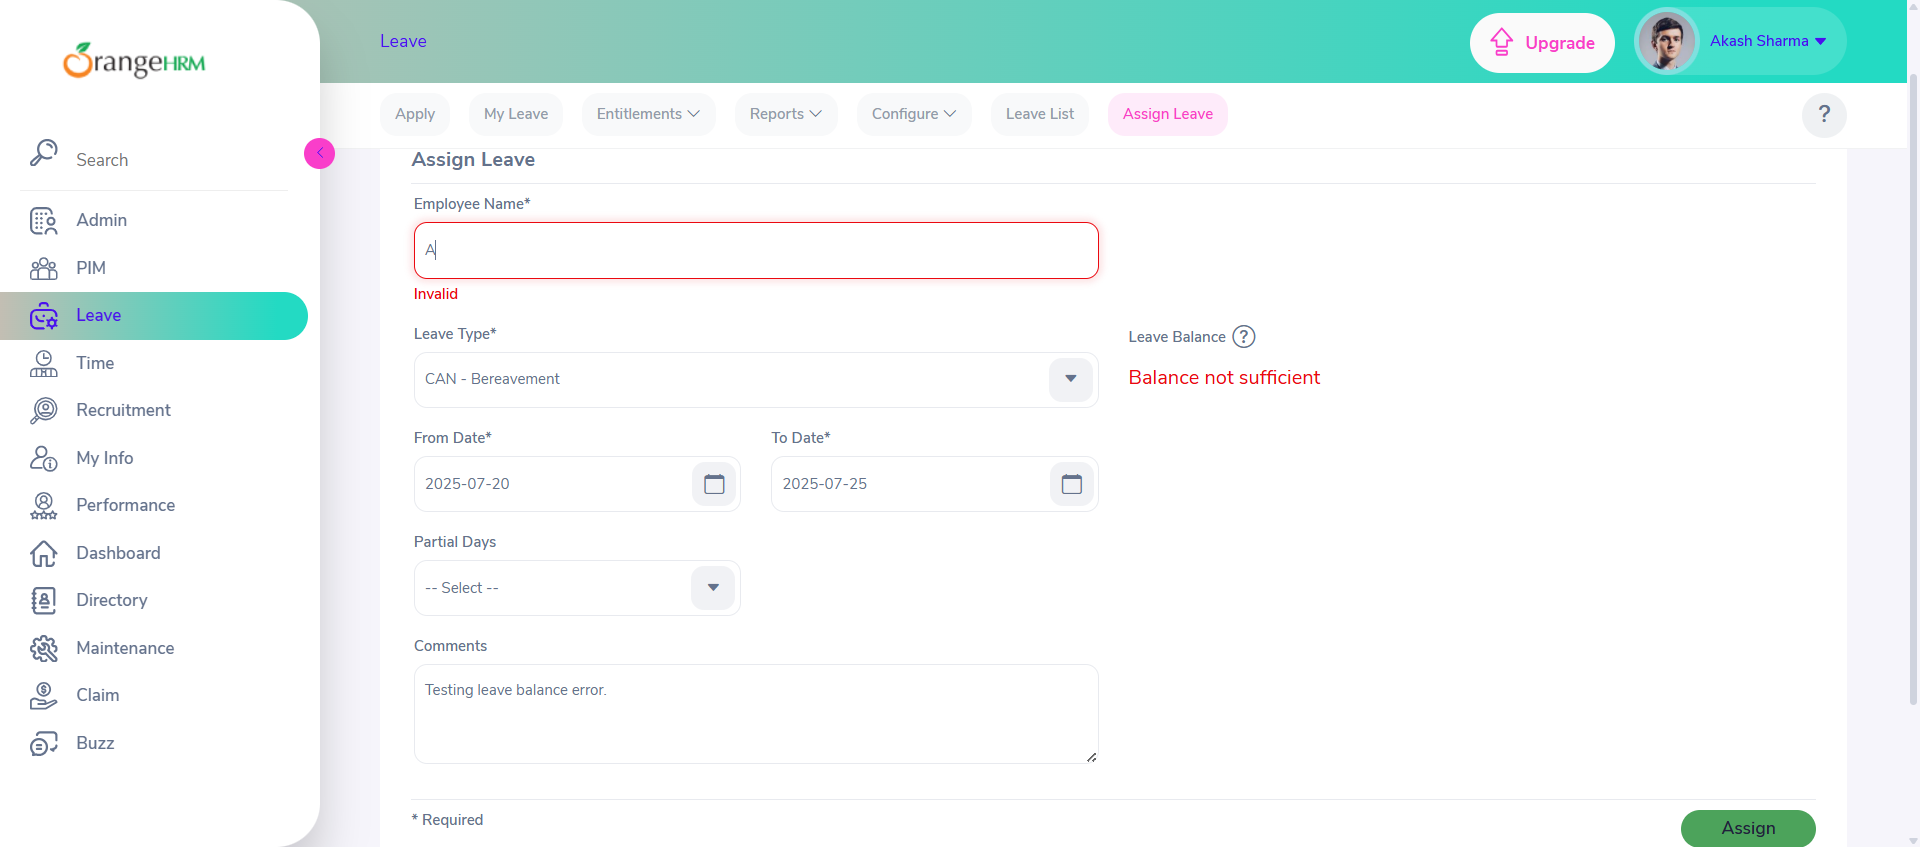 OrangeHRM
Search
Admin
PIM
Leave
Time
Recruitment
My Info
Performance
Dashboard
Directory
Maintenance
Claim
Buzz
Leave
Upgrade
Akash Sharma
Apply
My Leave
Entitlements
Reports
Configure
Leave List
Assign Leave
?
Assign Leave
Employee Name*
A
Invalid
Leave Type*
CAN - Bereavement
Leave Balance ?
Balance not sufficient
From Date*
2025-07-20
To Date*
2025-07-25
Partial Days
-- Select --
Comments
Testing leave balance error.
* Required
Assign